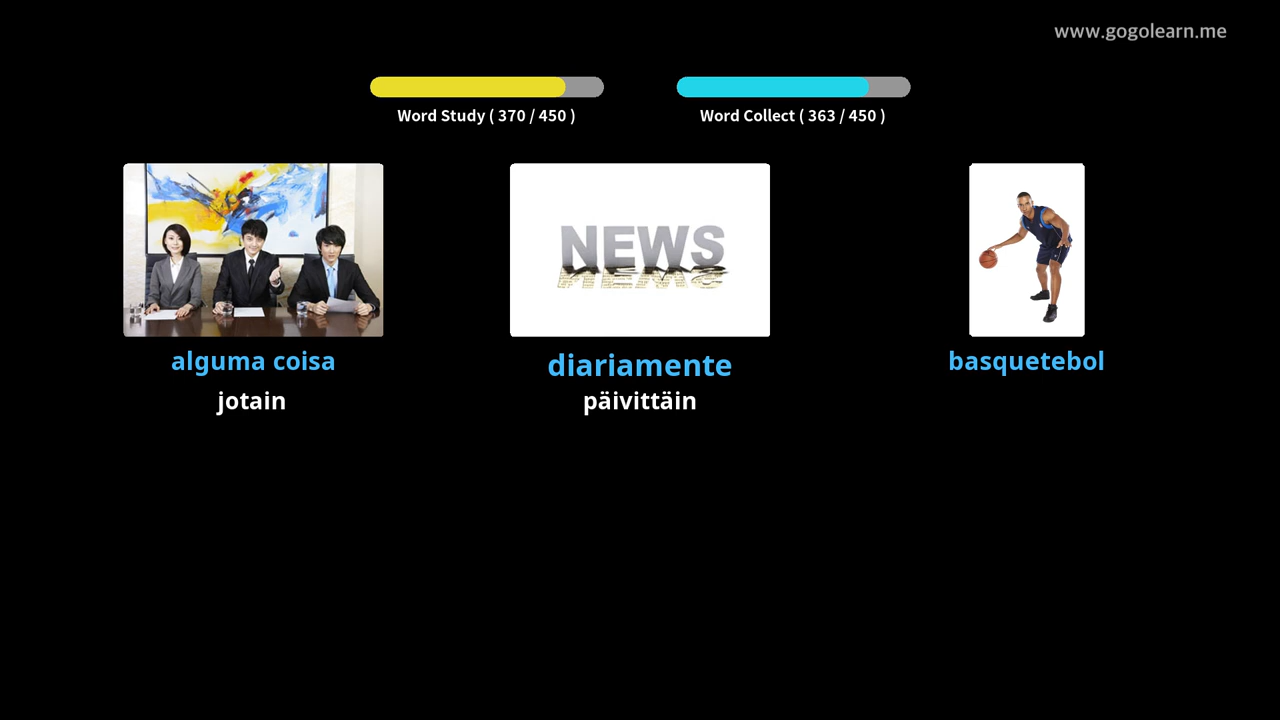 www.gogolearn.me
Word Study ( 370 / 450 )
Word Collect ( 363 / 450 )
NEWS
alguma coisa
diariamente
basquetebol
jotain
päivittäin